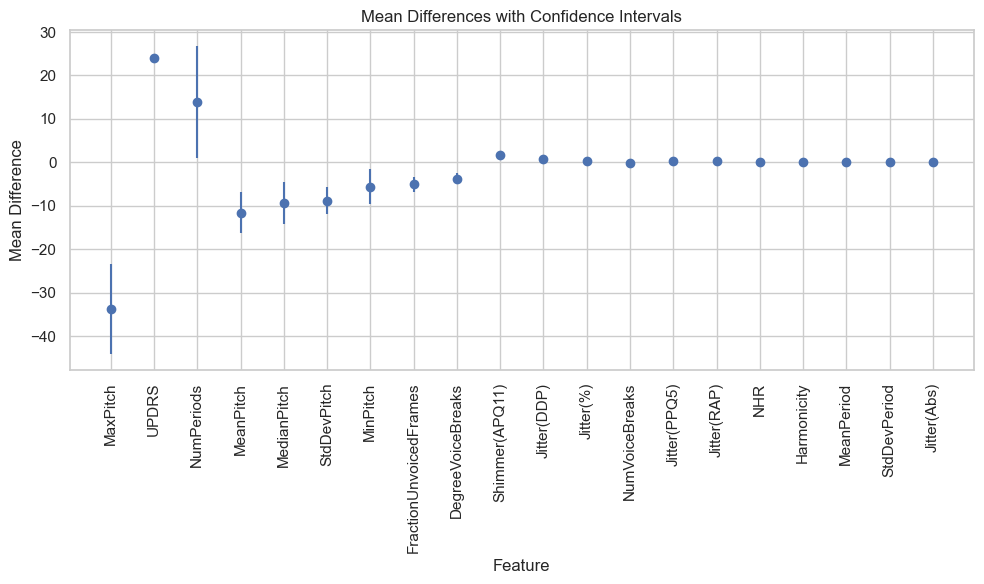 Mean Differences with Confidence Intervals
Mean Difference
30
20
10
0
−10
−20
−30
−40
MaxPitch
UPDRS
NumPeriods
MeanPitch
MedianPitch
StdDevPitch
MinPitch
FractionUnvoicedFrames
DegreeVoiceBreaks
Shimmer(APQ11)
Jitter(DDP)
Jitter(%)
NumVoiceBreaks
Jitter(PPQ5)
Jitter(RAP)
NHR
Harmonicity
MeanPeriod
StdDevPeriod
Jitter(Abs)
Feature